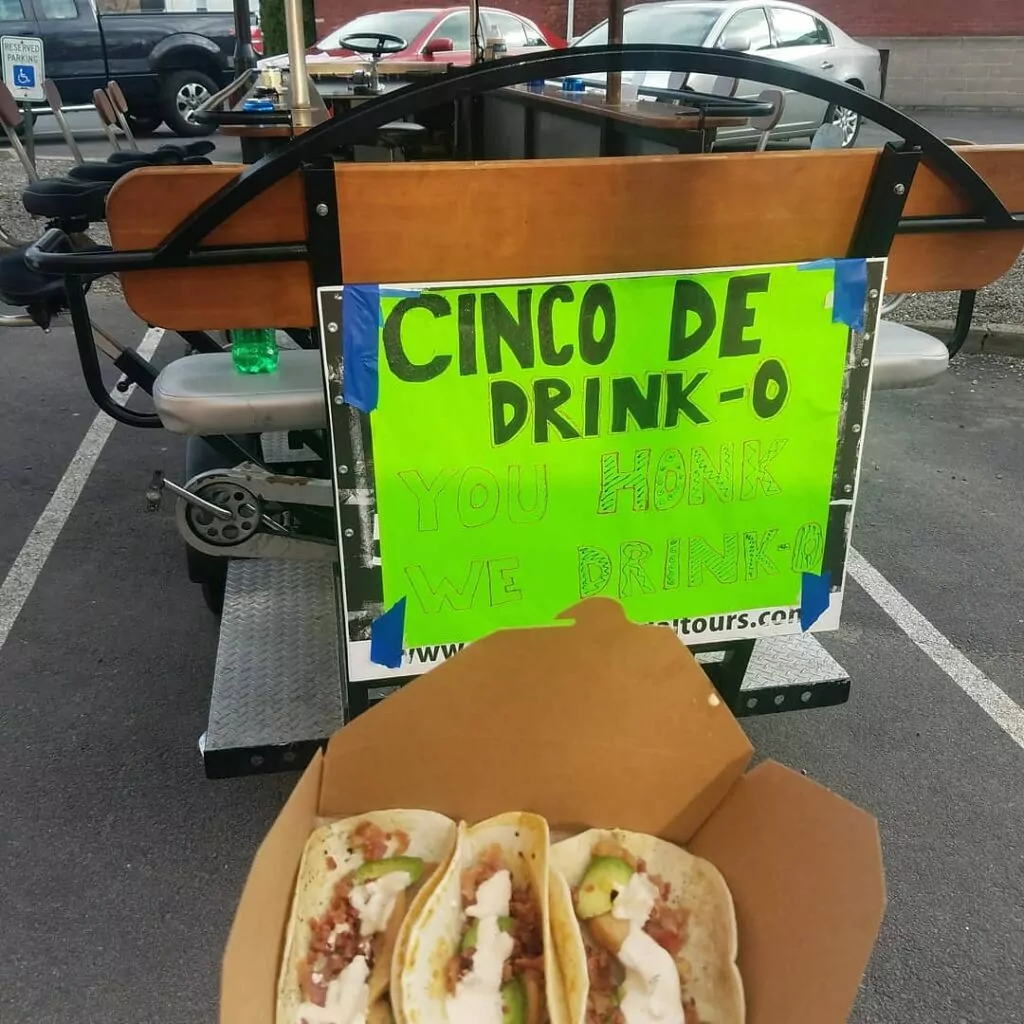 RESERVED
PARKING
CINCO DE
DRINK-O
YOU HONK
WE DRINK-O